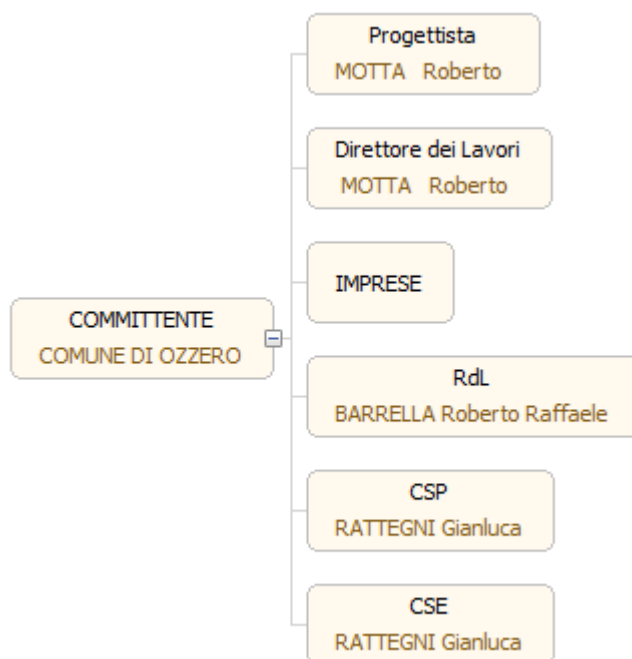 Progettista
MOTTA Roberto
Direttore dei Lavori
MOTTA Roberto
IMPRESE
COMMITTENTE
COMUNE DI OZZERO
RdL
BARRELLA Roberto Raffaele
CSP
RATTEGNI Gianluca
CSE
RATTEGNI Gianluca